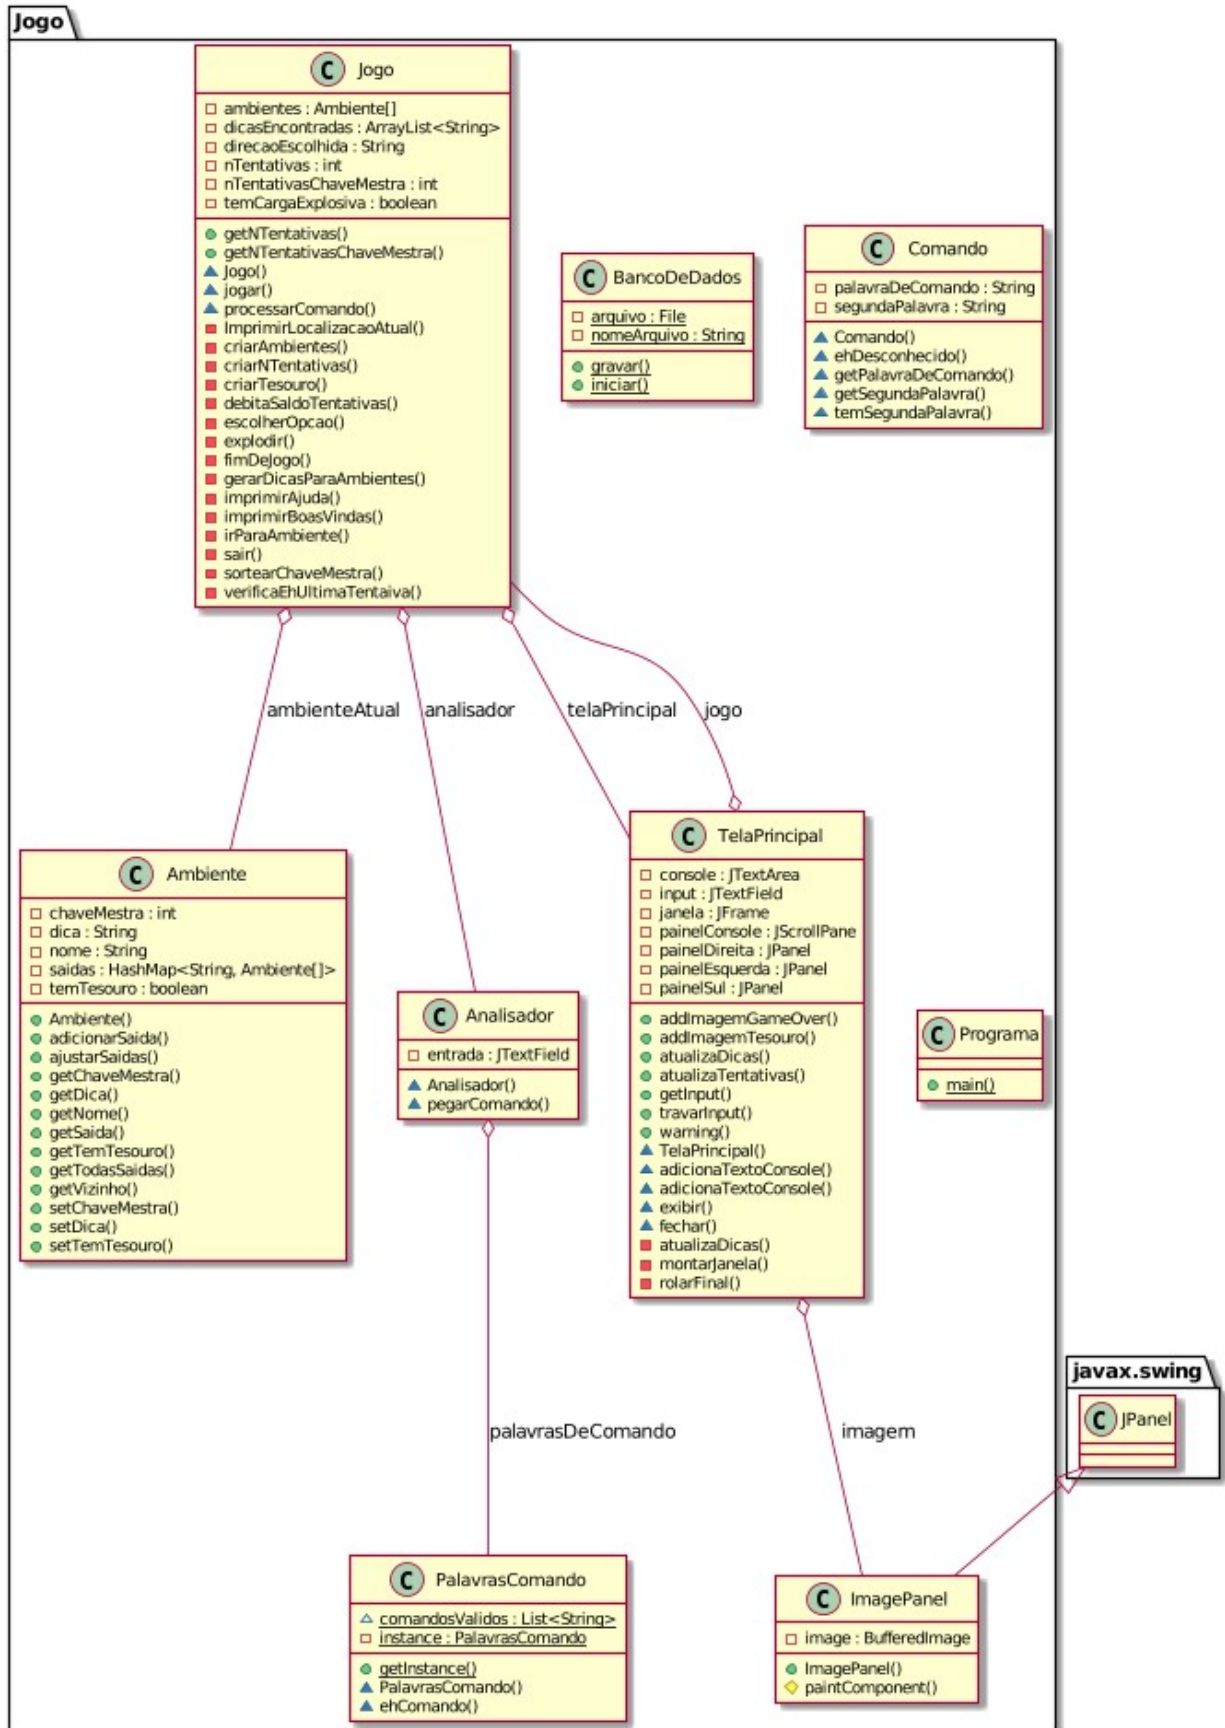 Jogo
C Jogo
ambientes : Ambiente[]
dicasEncontradas : ArrayList<String>
direcaoEscolhida : String
nTentativas : int
nTentativasChaveMestra : int
temCargaExplosiva : boolean
getNTentativas()
getNTentativasChaveMestra()
Jogo()
jogar()
processarComando()
ImprimirLocalizacaoAtual()
criarAmbientes()
criarNTentativas()
criarTesouro()
debitaSaldoTentativas()
escolherOpcao()
explodir()
fimDeJogo()
gerarDicasParaAmbientes()
imprimirAjuda()
imprimirBoasVindas()
irParaAmbiente()
sair()
sortearChaveMestra()
verificaEhUltimaTentaiva()
C BancoDeDados
arquivo : File
nomeArquivo : String
gravar()
iniciar()
C Comando
palavraDeComando : String
segundaPalavra : String
Comando()
ehDesconhecido()
getPalavraDeComando()
getSegundaPalavra()
temSegundaPalavra()
ambienteAtual
analisador
telaPrincipal
jogo
C Ambiente
chaveMestra : int
dica : String
nome : String
saidas : HashMap<String, Ambiente[]>
temTesouro : boolean
Ambiente()
adicionarSaida()
ajustarSaidas()
getChaveMestra()
getDica()
getNome()
getSaida()
getTemTesouro()
getTodasSaidas()
getVizinho()
setChaveMestra()
setDica()
setTemTesouro()
C Analisador
entrada : JTextField
Analisador()
pegarComando()
C TelaPrincipal
console : JTextArea
input : JTextField
janela : JFrame
painelConsole : JScrollPane
painelDireita : JPanel
painelEsquerda : JPanel
painelSul : JPanel
addImagemGameOver()
addImagemTesouro()
atualizaDicas()
atualizaTentativas()
getInput()
travarInput()
warning()
TelaPrincipal()
adicionaTextoConsole()
adicionaTextoConsole()
exibir()
fechar()
atualizaDicas()
montarJanela()
rolarFinal()
C Programa
main()
palavrasDeComando
imagem
javax.swing
C JPanel
C PalavrasComando
comandosValidos : List<String>
instance : PalavrasComando
getInstance()
PalavrasComando()
ehComando()
C ImagePanel
image : BufferedImage
ImagePanel()
paintComponent()